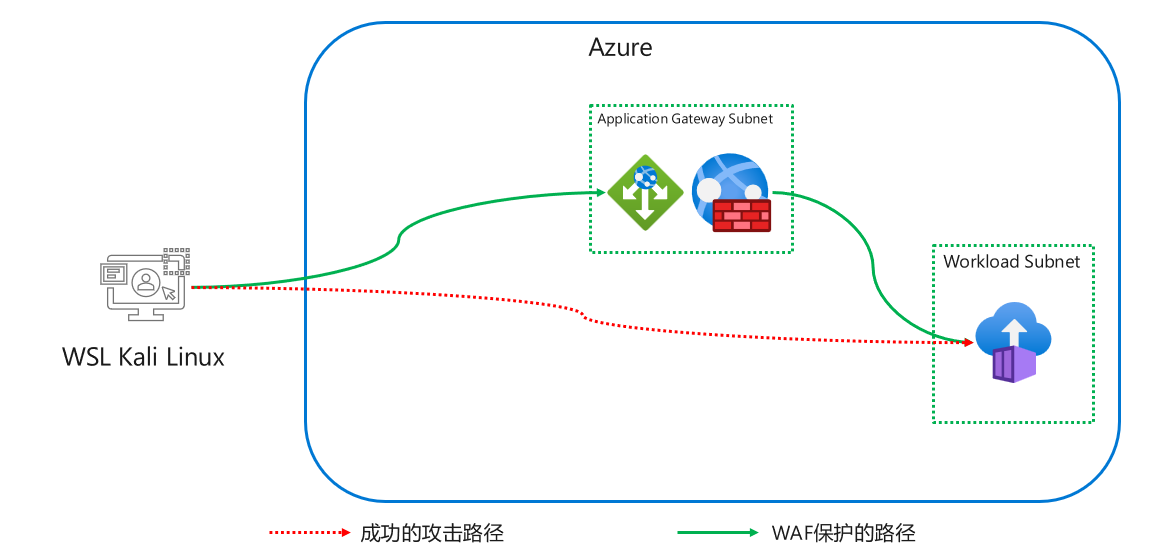 Azure
Application Gateway Subnet
Workload Subnet
WSL Kali Linux
成功的攻击路径
WAF保护的路径